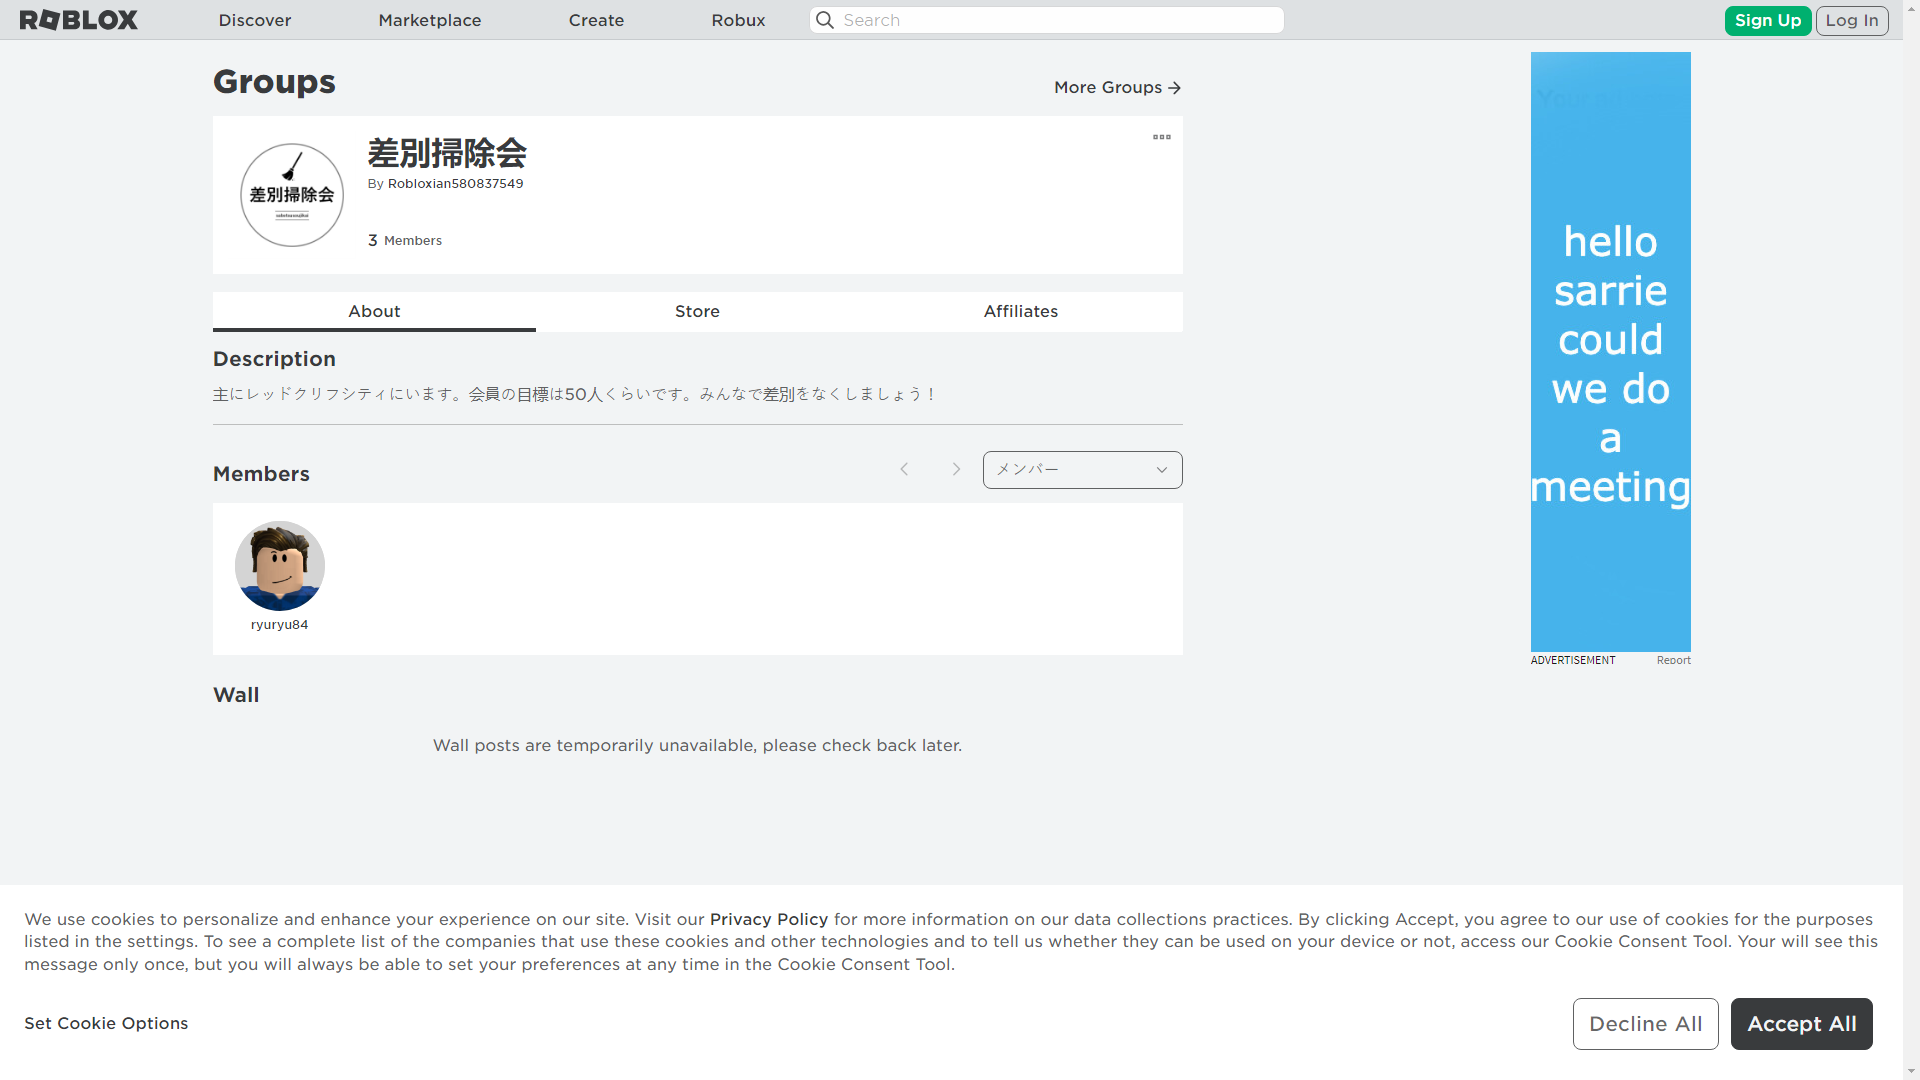 ROBLOX
Discover
Marketplace
Create
Robux
Search
Sign Up
Log In
Groups
More Groups
差別掃除会
差別掃除会
By Robloxian580837549
3 Members
About
Store
Affiliates
Description
主にレッドクリフシティにいます。会員の目標は50人くらいです。みんなで差別をなくしましょう！
Members
メンバー
ryuryu84
Wall
Wall posts are temporarily unavailable, please check back later.
hello
sarrie
could
we do
a
meeting
ADVERTISEMENT
Report
We use cookies to personalize and enhance your experience on our site. Visit our Privacy Policy for more information on our data collections practices. By clicking Accept, you agree to our use of cookies for the purposes
listed in the settings. To see a complete list of the companies that use these cookies and other technologies and to tell us whether they can be used on your device or not, access our Cookie Consent Tool. Your will see this
message only once, but you will always be able to set your preferences at any time in the Cookie Consent Tool.
Set Cookie Options
Decline All
Accept All